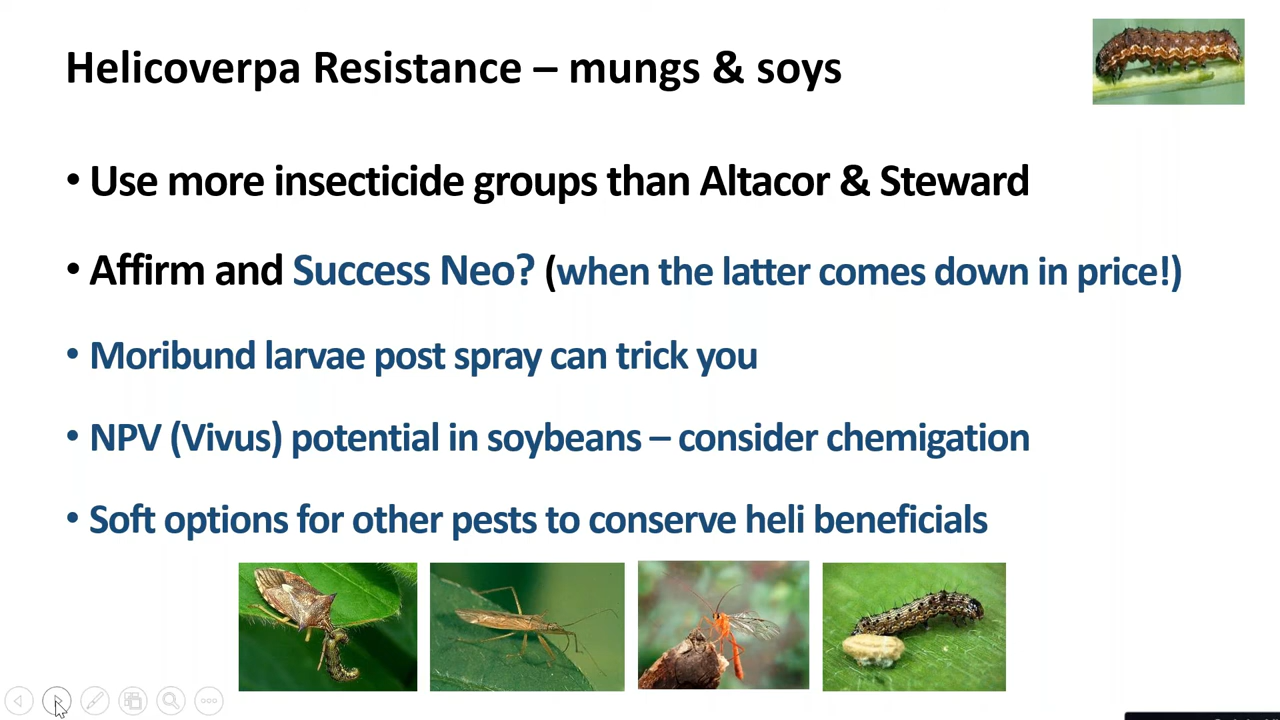 Helicoverpa Resistance – mungs & soys
• Use more insecticide groups than Altacor & Steward
• Affirm and Success Neo? (when the latter comes down in price!)
• Moribund larvae post spray can trick you
• NPV (Vivus) potential in soybeans – consider chemigation
• Soft options for other pests to conserve heli beneficials